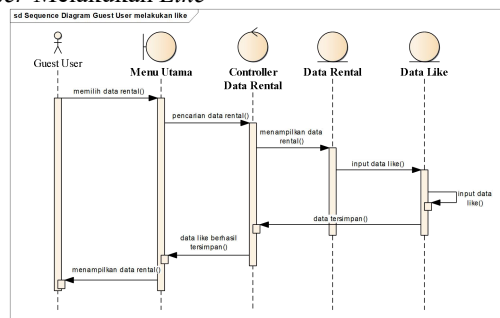 Melakukan Like
sd Sequence Diagram Guest User melakukan like
Guest User
Menu Utama
Controller
Data Rental
Data Rental
Data Like
memilih data rental()
pencarian data rental()
menampilkan data
rental()
input data like()
input data
like()
data tersimpan()
data like berhasil
tersimpan()
menampilkan data rental()